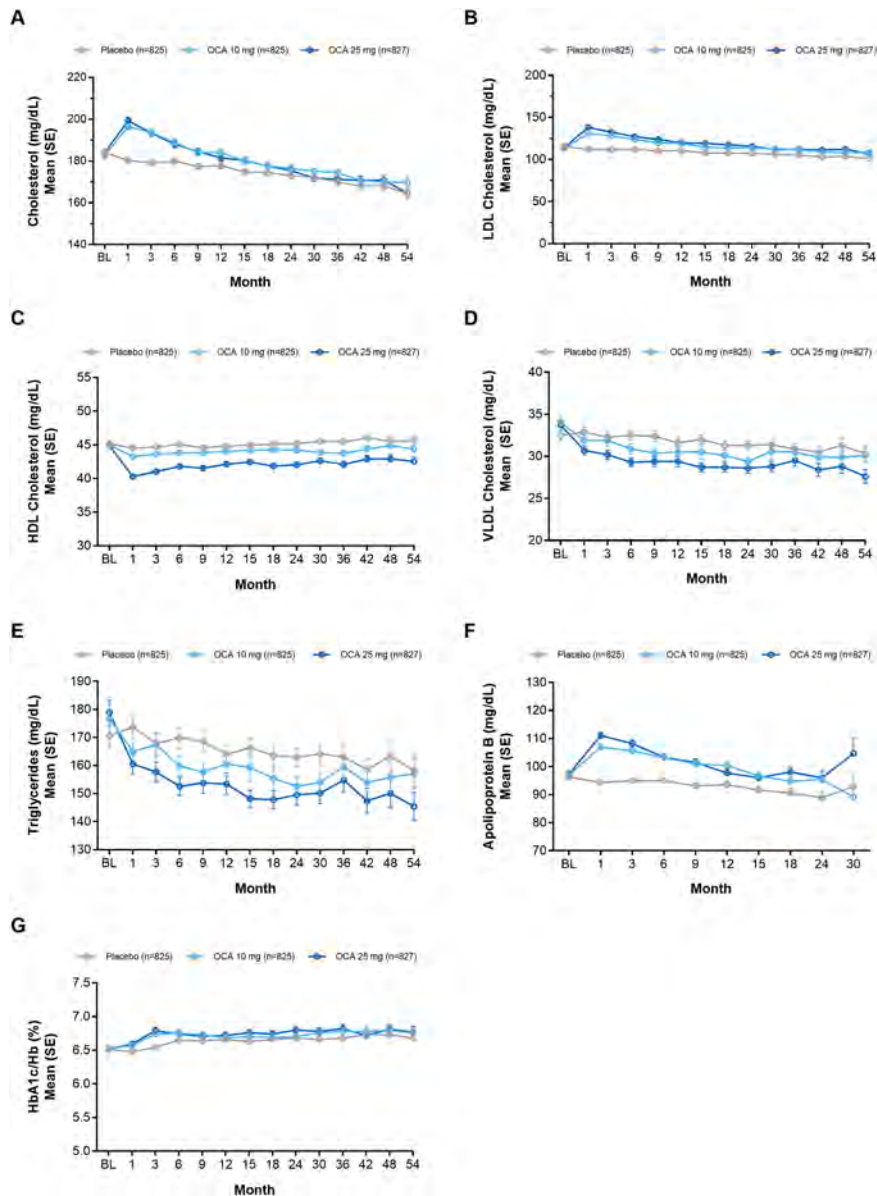 A
Placebo (n=825) OCA 10 mg (n=825) OCA 25 mg (n=827)
Cholesterol (mg/dL)
Mean (SE)
220
200
180
160
140
BL 1 3 6 9 12 15 18 24 30 36 42 48 54
Month
B
Placebo (n=825) OCA 10 mg (n=825) OCA 25 mg (n=827)
LDL Cholesterol (mg/dL)
Mean (SE)
200
150
100
50
0
BL 1 3 6 9 12 15 18 24 30 36 42 48 54
Month
C
Placebo (n=825) OCA 10 mg (n=825) OCA 25 mg (n=827)
HDL Cholesterol (mg/dL)
Mean (SE)
55
50
45
40
35
30
BL 1 3 6 9 12 15 18 24 30 36 42 48 54
Month
D
Placebo (n=825) OCA 10 mg (n=825) OCA 25 mg (n=827)
VLDL Cholesterol (mg/dL)
Mean (SE)
40
35
30
25
20
BL 1 3 6 9 12 15 18 24 30 36 42 48 54
Month
E
Placebo (n=825) OCA 10 mg (n=825) OCA 25 mg (n=827)
Triglycerides (mg/dL)
Mean (SE)
190
180
170
160
150
140
130
BL 1 3 6 9 12 15 18 24 30 36 42 48 54
Month
F
Placebo (n=825) OCA 10 mg (n=825) OCA 25 mg (n=827)
Apolipoprotein B (mg/dL)
Mean (SE)
130
120
110
100
90
80
70
BL 1 3 6 9 12 15 18 24 30
Month
G
Placebo (n=825) OCA 10 mg (n=825) OCA 25 mg (n=827)
HbA1c/Hb (%)
Mean (SE)
7.5
7.0
6.5
6.0
5.5
5.0
BL 1 3 6 9 12 15 18 24 30 36 42 48 54
Month